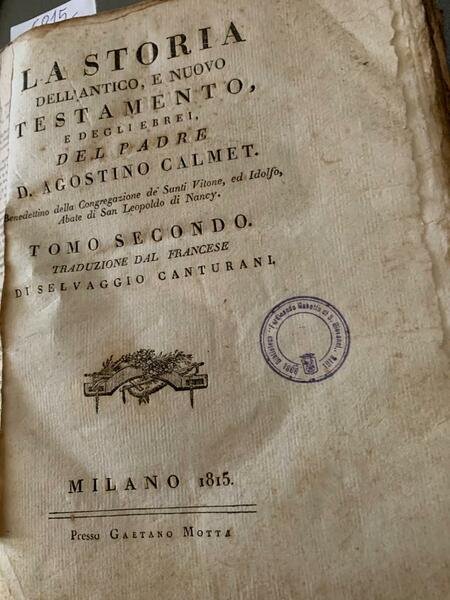 6015
LA STORIA
DELL'ANTICO, E NUOVO
TESTAMENTO,
E DEGLI EBREI,
DEL PADRE
D. AGOSTINO CALMET.
Benedettino della Congregazione de' Santi Vitone, ed Idolfo,
Abate di San Leopoldo di Nancy.
TOMO SECONDO.
TRADUZIONE DAL FRANCESE
DI SELVAGGIO CANTURANI.
MILANO 1815.
Presso GAETANO MOTTA